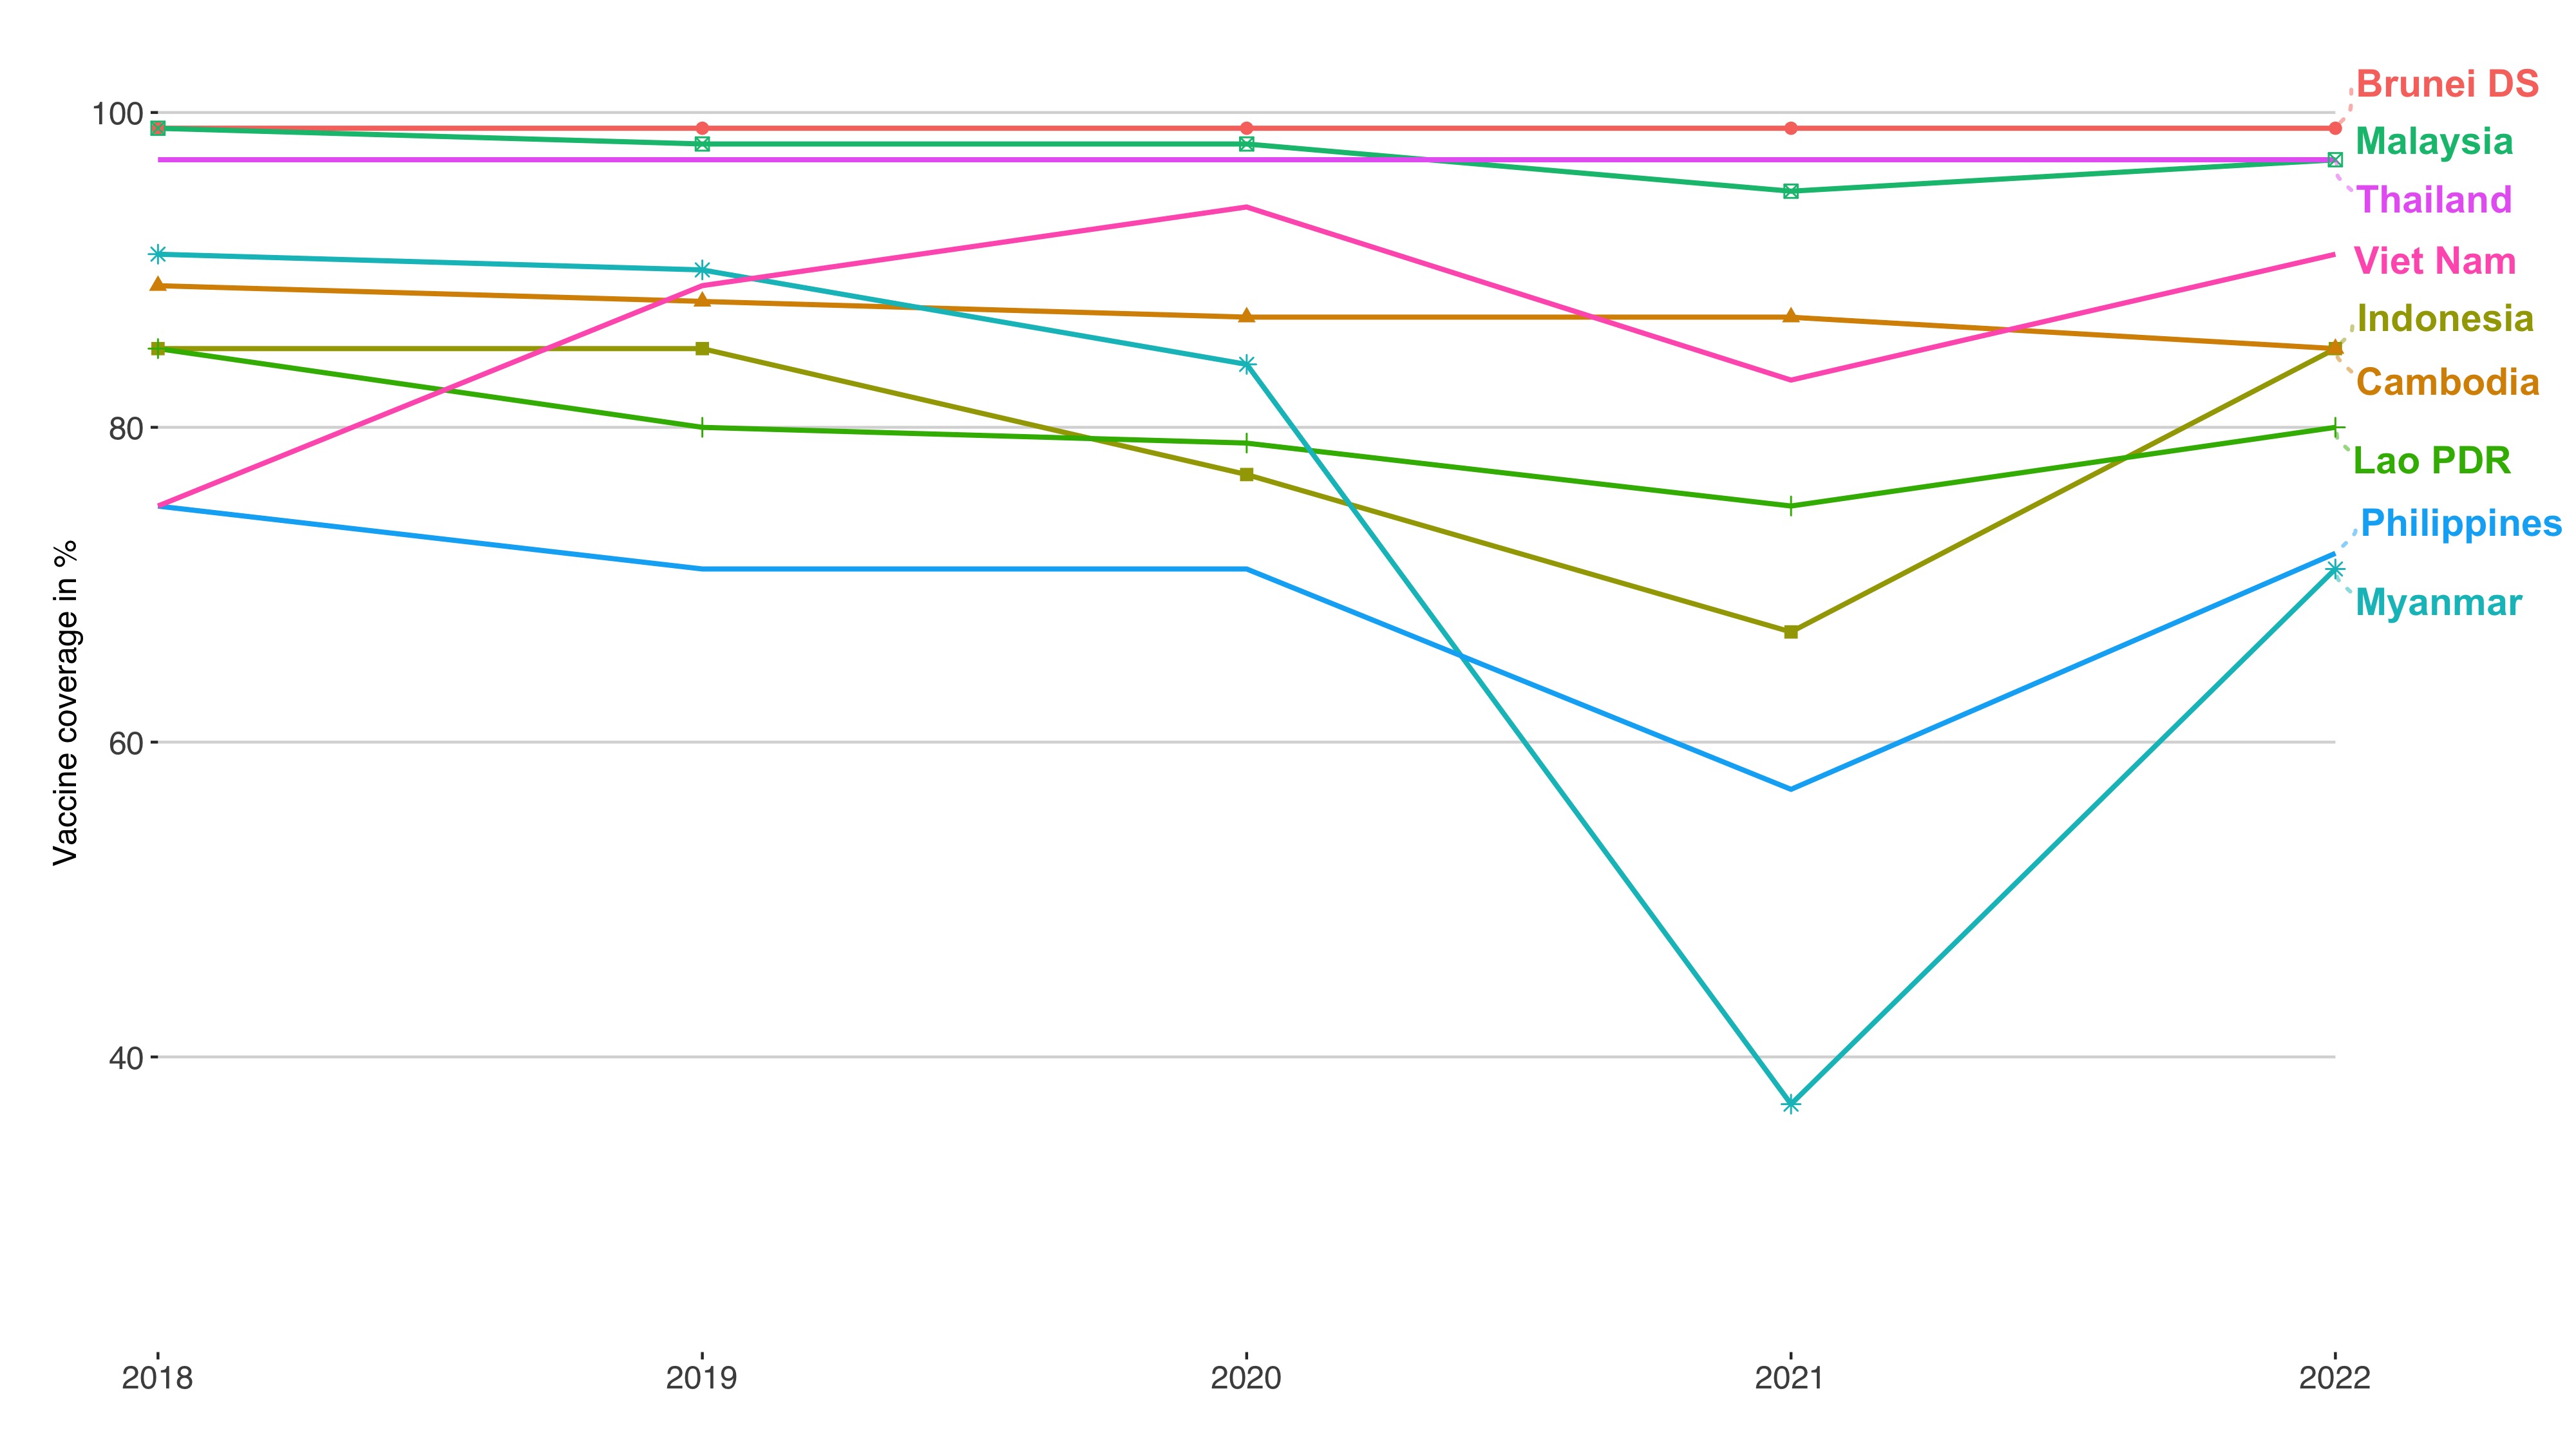 Vaccine coverage in %
100
80
60
40
2018
2019
2020
2021
2022
Brunei DS
Malaysia
Thailand
Viet Nam
Indonesia
Cambodia
Lao PDR
Philippines
Myanmar